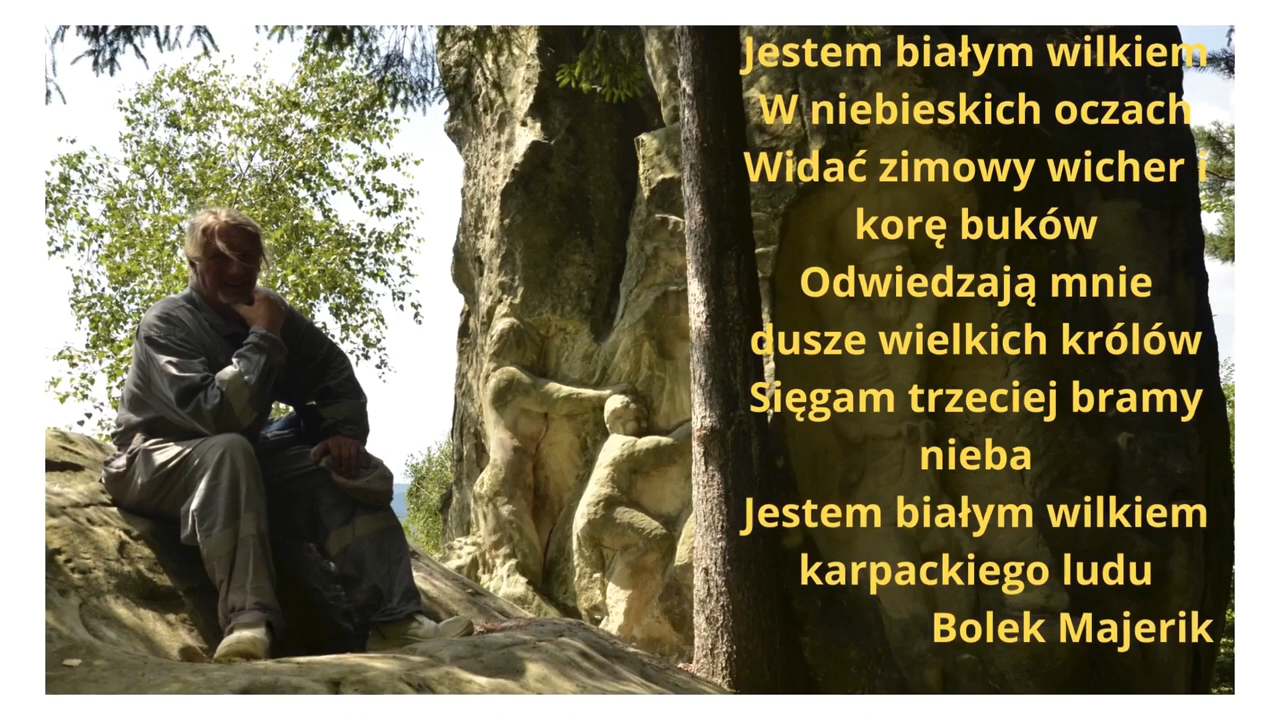 Jestem białym wilkiem
W niebieskich oczach
Widać zimowy wicher i
korę buków
Odwiedzają mnie
dusze wielkich królów
Sięgam trzeciej bramy
nieba
Jestem białym wilkiem
karpackiego ludu
Bolek Majerik